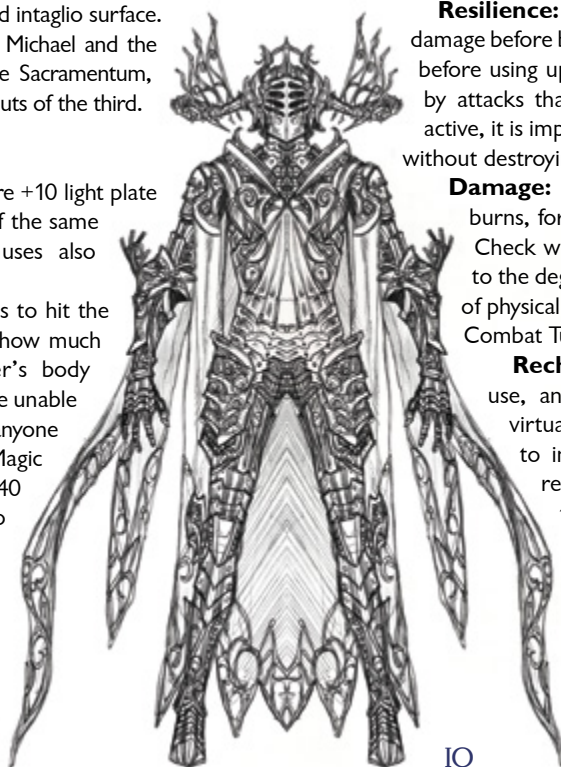 d intaglio surface.
Michael and the
e Sacramentum,
uts of the third.
re +10 light plate
f the same
uses also
s to hit the
how much
er’s body
e unable
anyone
Magic
40
Resilience:
damage before h
before using up
by attacks tha
active, it is imp
without destroyi
Damage:
burns, for
Check w
to the deg
of physical
Combat Tu
Rech
use, an
virtua
to in
re
IO